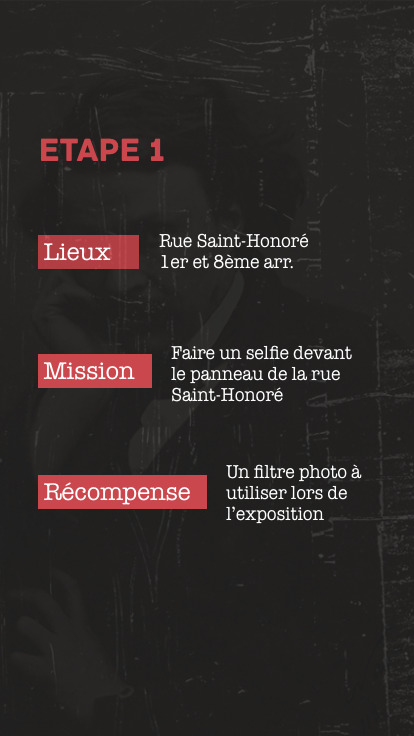 ETAPE 1
Lieux
Rue Saint-Honoré
1er et 8ème arr.
Mission
Faire un selfie devant
le panneau de la rue
Saint-Honoré
Récompense
Un filtre photo à
utiliser lors de
l'exposition